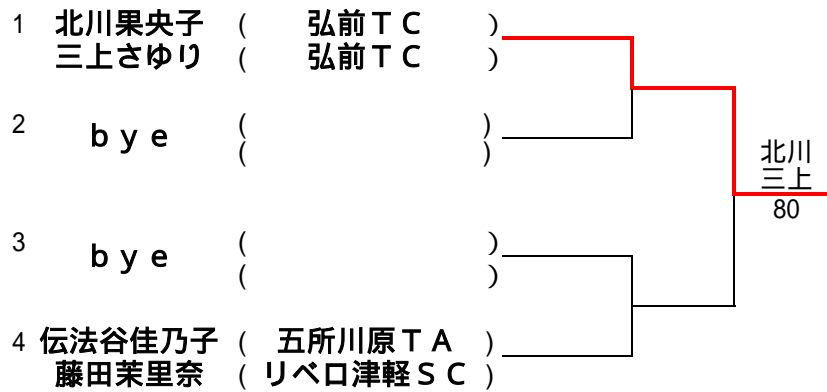 1 北川果央子 ( 弘前ＴＣ )
三上さゆり ( 弘前ＴＣ )
2 ｂｙｅ ( )
( )
北川
三上
80
3 ｂｙｅ ( )
( )
4 伝法谷佳乃子 ( 五所川原ＴＡ )
藤田茉里奈 ( リベロ津軽ＳＣ )